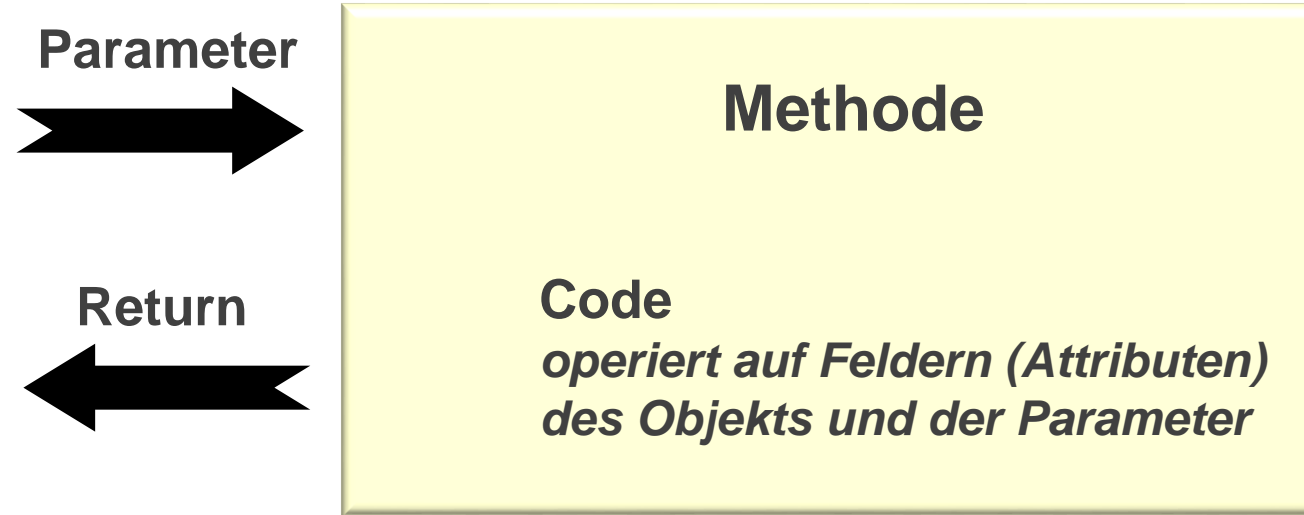 Parameter
Methode
Return
Code
operiert auf Feldern (Attributen)
des Objekts und der Parameter